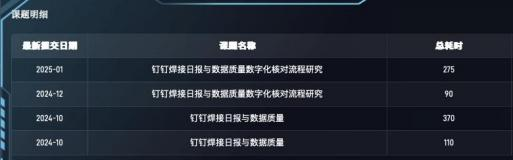 课题明细
最新提交日期 课题名称 总耗时
2025-01 钉钉焊接日报与数据质量数字化核对流程研究 275
2024-12 钉钉焊接日报与数据质量数字化核对流程研究 90
2024-10 钉钉焊接日报与数据质量 370
2024-10 钉钉焊接日报与数据质量 110